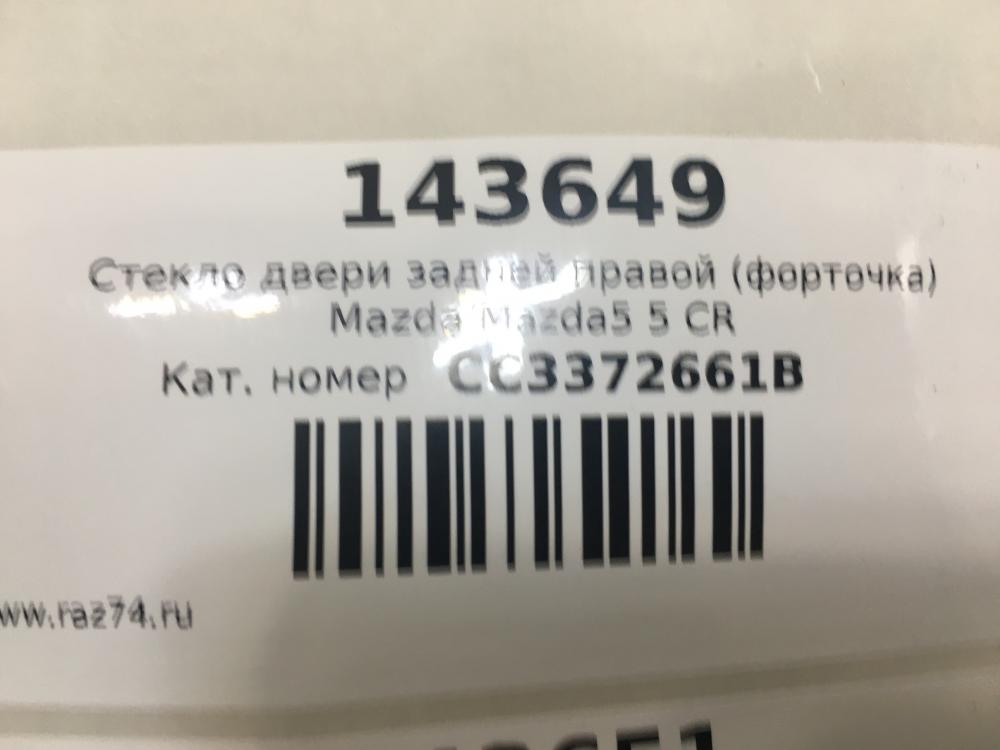 143649
Стекло двери задней правой (форточка)
Mazda Mazda5 5 CR
Кат. номер CC3372661B
www.raz74.ru